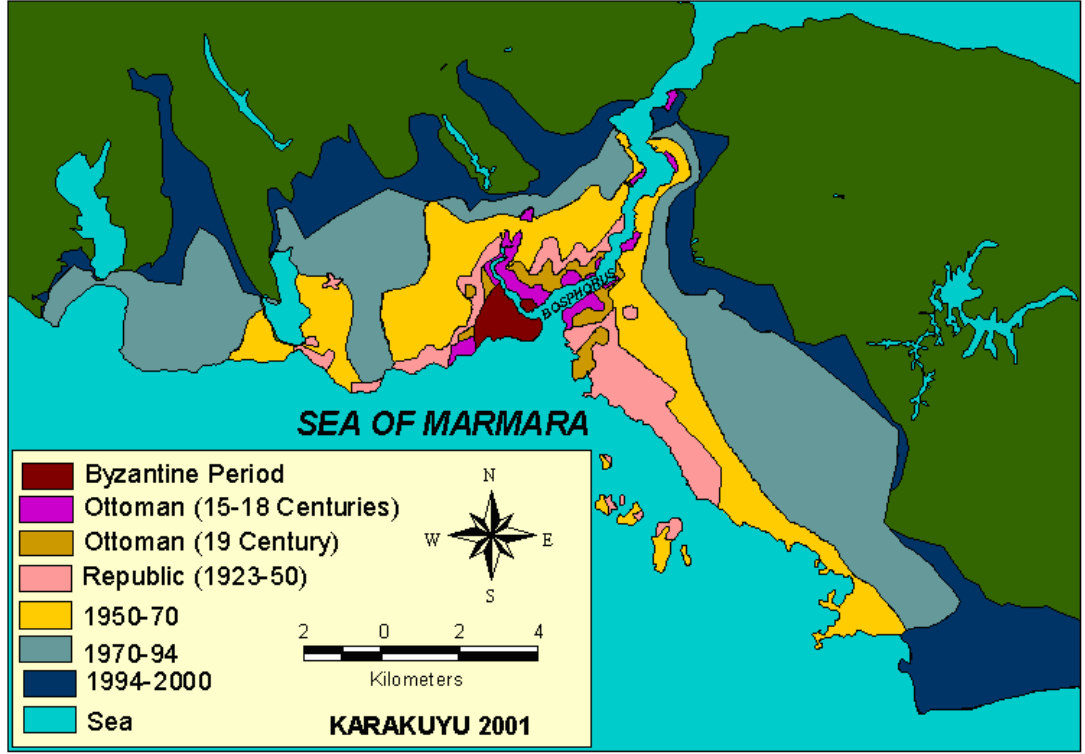 BOSPHORUS
SEA OF MARMARA
Byzantine Period
Ottoman (15-18 Centuries)
Ottoman (19 Century)
Republic (1923-50)
1950-70
1970-94
1994-2000
Sea
N
W E
S
2 0 2 4
Kilometers
KARAKUYU 2001